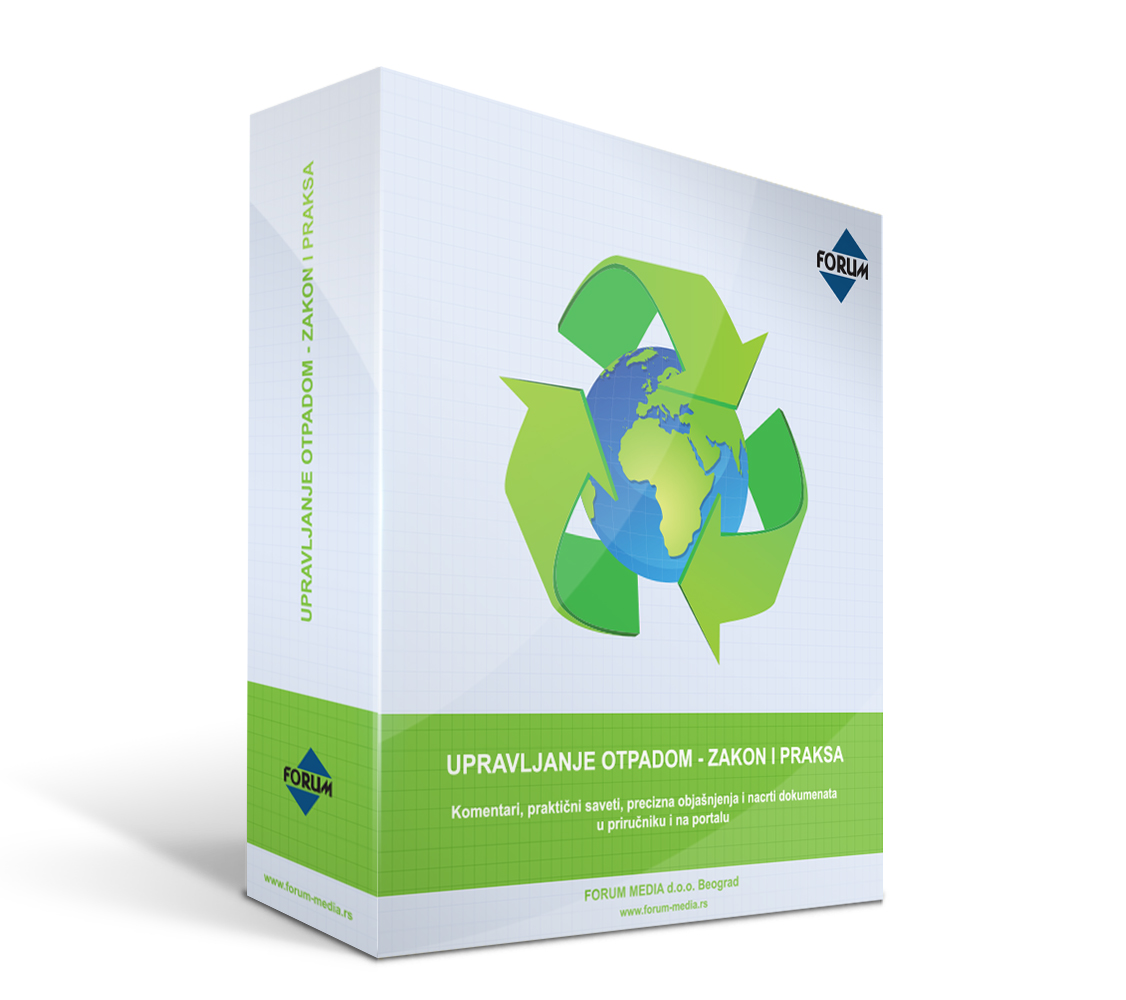 UPRAVLJANJE OTPADOM - ZAKON I PRAKSA
FORUM
www.forum-media.rs
FORUM
UPRAVLJANJE OTPADOM - ZAKON I PRAKSA
Komentari, praktični saveti, precizna objašnjenja i nacrti dokumenata
u priručniku i na portalu
FORUM MEDIA d.o.o. Beograd
www.forum-media.rs